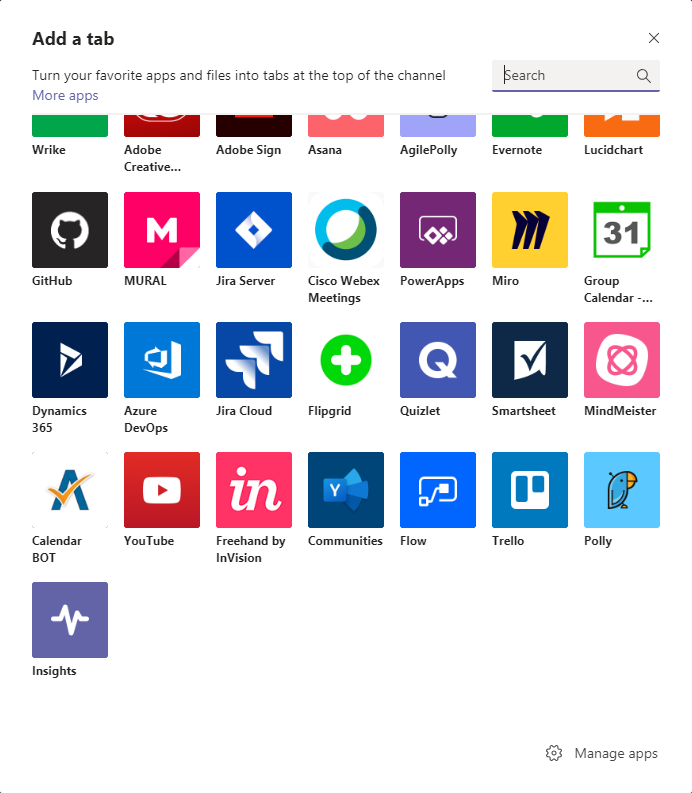 Add a tab
Turn your favorite apps and files into tabs at the top of the channel
More apps
Search
Wrike
Adobe
Creative...
Adobe Sign
Asana
AgilePolly
Evernote
Lucidchart
GitHub
M
MURAL
Jira Server
Cisco Webex
Meetings
PowerApps
Miro
31
Group
Calendar -...
Dynamics
365
Azure
DevOps
Jira Cloud
Flipgrid
Q
Quizlet
Smartsheet
MindMeister
Calendar
BOT
YouTube
in
Freehand by
InVision
Y
Communities
Flow
Trello
Polly
Insights
Manage apps